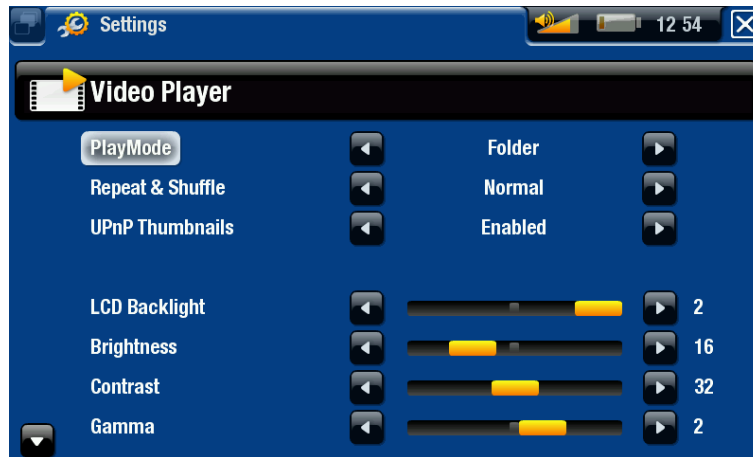 Settings 12 54
Video Player
PlayMode Folder
Repeat & Shuffle Normal
UPnP Thumbnails Enabled
LCD Backlight 2
Brightness 16
Contrast 32
Gamma 2